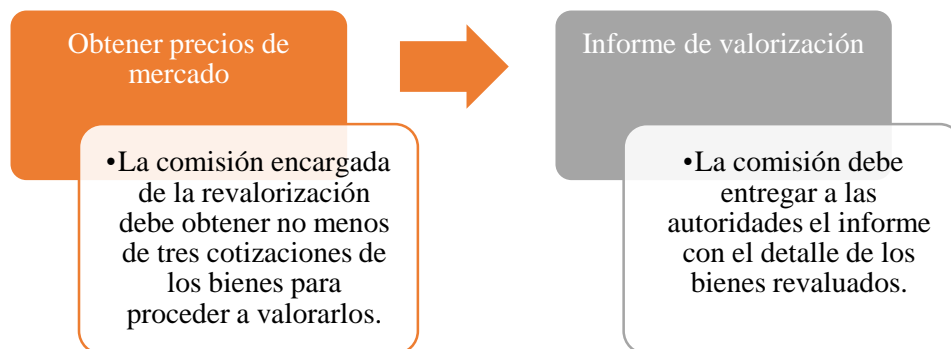 Obtener precios de
mercado
•La comisión encargada
de la revalorización
debe obtener no menos
de tres cotizaciones de
los bienes para
proceder a valorarlos.
Informe de valorización
•La comisión debe
entregar a las
autoridades el informe
con el detalle de los
bienes revaluados.